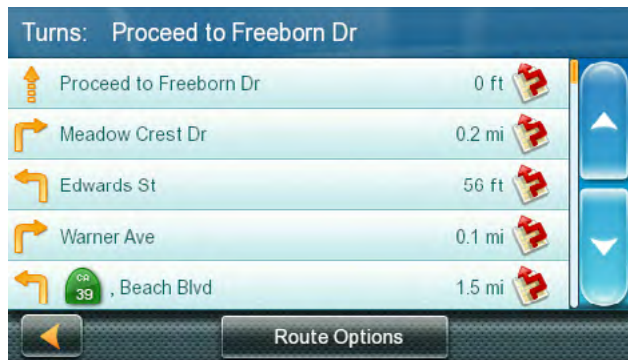 Turns: Proceed to Freeborn Dr
Proceed to Freeborn Dr 0 ft
Meadow Crest Dr 0.2 mi
Edwards St 56 ft
Warner Ave 0.1 mi
CA 39 , Beach Blvd 1.5 mi
Route Options